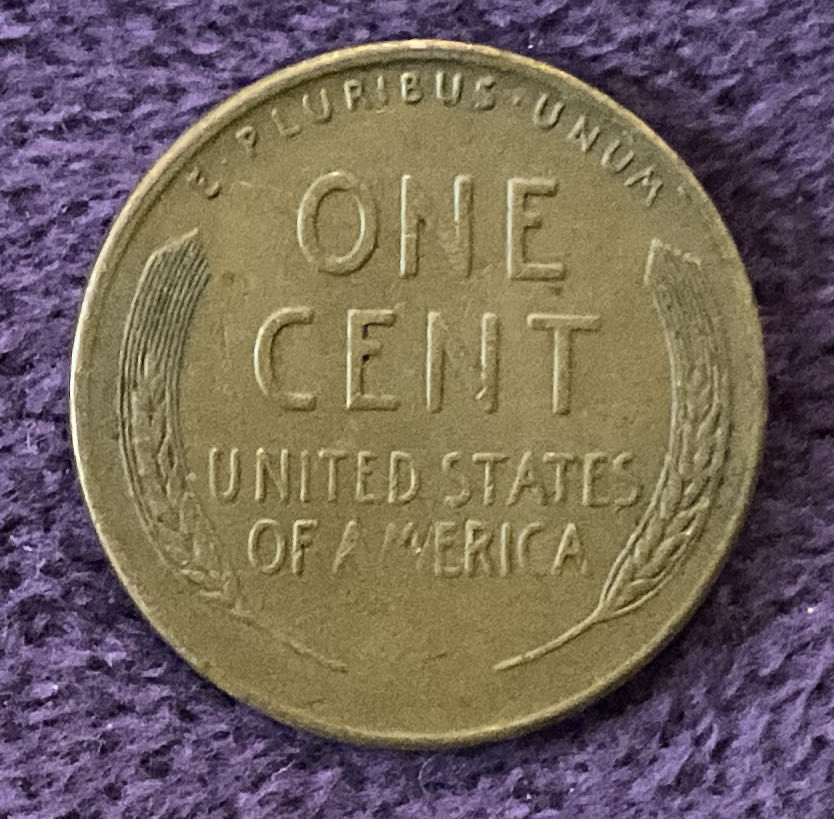 E·PLURIBUS·UNUM
ONE
CENT
UNITED STATES
OF AMERICA